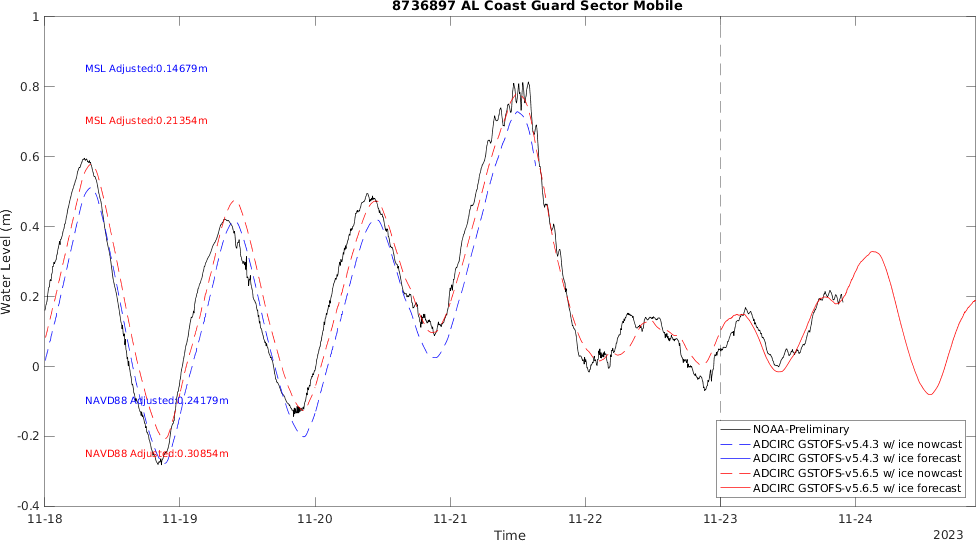 8736897 AL Coast Guard Sector Mobile
1
0.8
0.6
0.4
0.2
0
-0.2
-0.4
Water Level (m)
MSL Adjusted:0.14679m
MSL Adjusted:0.21354m
NAVD88 Adjusted:0.24179m
NAVD88 Adjusted:0.30854m
NOAA-Preliminary
ADCIRC GSTOFS-v5.4.3 w/ ice nowcast
ADCIRC GSTOFS-v5.4.3 w/ ice forecast
ADCIRC GSTOFS-v5.6.5 w/ ice nowcast
ADCIRC GSTOFS-v5.6.5 w/ ice forecast
11-18 11-19 11-20 11-21 11-22 11-23 11-24
Time
2023